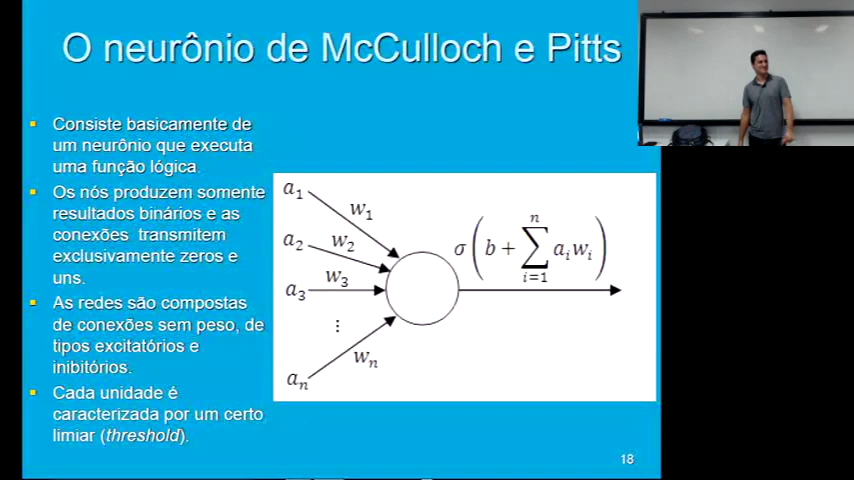 O neurônio de McCulloch e Pitts
Consiste basicamente de
um neurônio que executa
uma função lógica.
Os nós produzem somente
resultados binários e as
conexões transmitem
exclusivamente zeros e
uns.
As redes são compostas
de conexões sem peso, de
tipos excitatórios e
inibitórios.
Cada unidade é
caracterizada por um certo
limiar (threshold).
a₁
w₁
a₂
w₂
a₃
w₃
⋮
aₙ
wₙ
σ(b + ∑ᵢ₌₁ⁿ aᵢwᵢ)
18